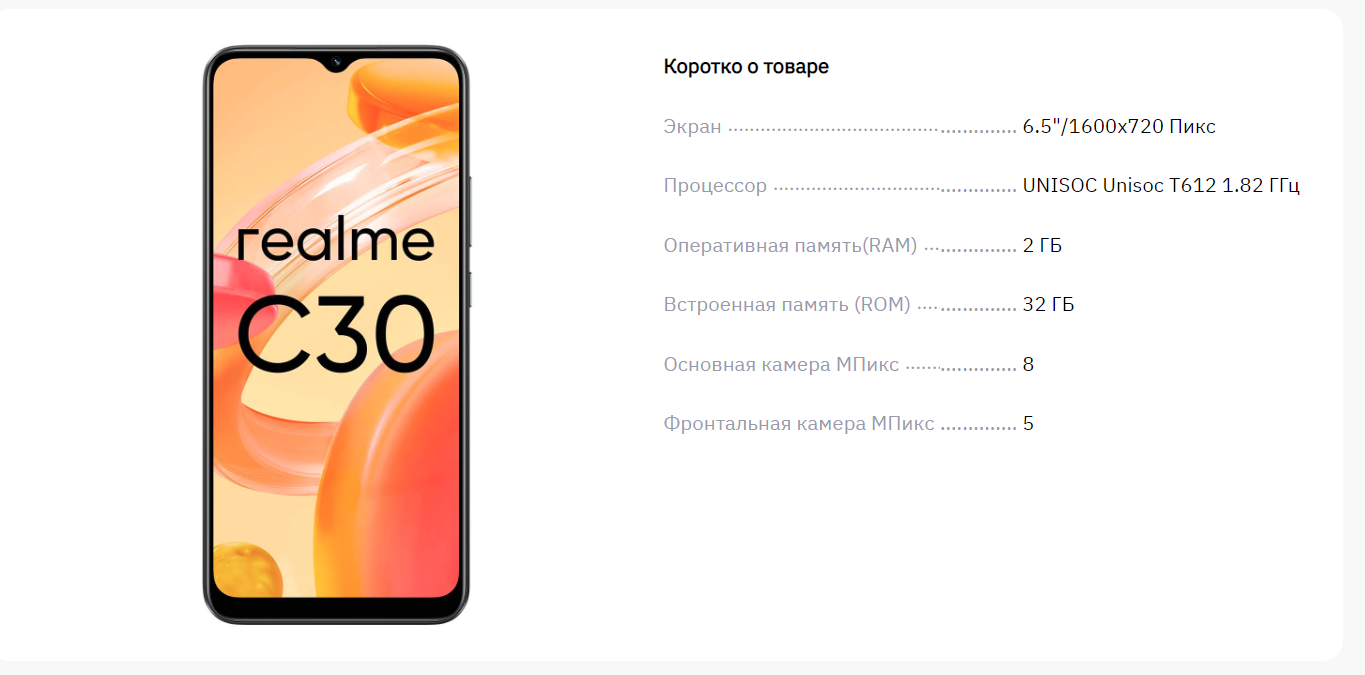 realme
C30
Коротко о товаре
Экран 6.5"/1600x720 Пикс
Процессор UNISOC Unisoc T612 1.82 ГГц
Оперативная память(RAM) 2 ГБ
Встроенная память (ROM) 32 ГБ
Основная камера МПикс 8
Фронтальная камера МПикс 5